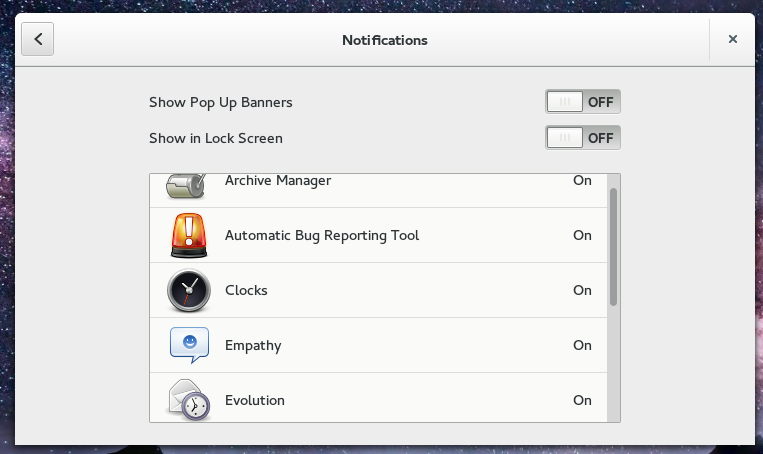 Notifications
Show Pop Up Banners OFF
Show in Lock Screen OFF
Archive Manager On
Automatic Bug Reporting Tool On
Clocks On
Empathy On
Evolution On